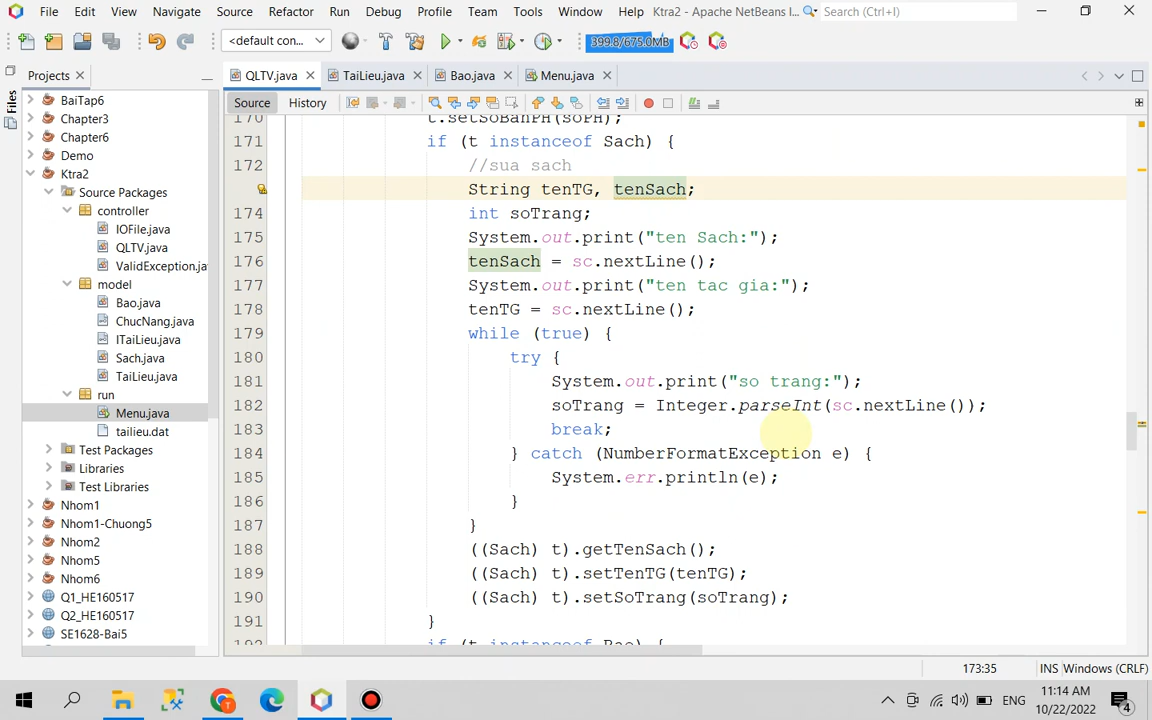 File Edit View Navigate Source Refactor Run Debug Profile Team Tools Window Help Ktra2 - Apache NetBeans I... Search (Ctrl+I)
<default con... 399.8/675.0MB
Projects QLTV.java TaiLieu.java Bao.java Menu.java
Files
Source History
BaiTap6
Chapter3
Chapter6
Demo
Ktra2
Source Packages
controller
IOFile.java
QLTV.java
ValidException.ja
model
Bao.java
ChucNang.java
ITaiLieu.java
Sach.java
TaiLieu.java
run
Menu.java
tailieu.dat
Test Packages
Libraries
Test Libraries
Nhom1
Nhom1-Chuong5
Nhom2
Nhom5
Nhom6
Q1_HE160517
Q2_HE160517
SE1628-Bai5
170 t.setSoBanPH(soPH);
171 if (t instanceof Sach) {
172 //sua sach
String tenTG, tenSach;
174 int soTrang;
175 System.out.print("ten Sach:");
176 tenSach = sc.nextLine();
177 System.out.print("ten tac gia:");
178 tenTG = sc.nextLine();
179 while (true) {
180 try {
181 System.out.print("so trang:");
182 soTrang = Integer.parseInt(sc.nextLine());
183 break;
184 } catch (NumberFormatException e) {
185 System.err.println(e);
186 }
187 }
188 ((Sach) t).getTenSach();
189 ((Sach) t).setTenTG(tenTG);
190 ((Sach) t).setSoTrang(soTrang);
191 }
192 if (t instanceof Bao) {
173:35 INS Windows (CRLF)
ENG 11:14 AM
10/22/2022 4